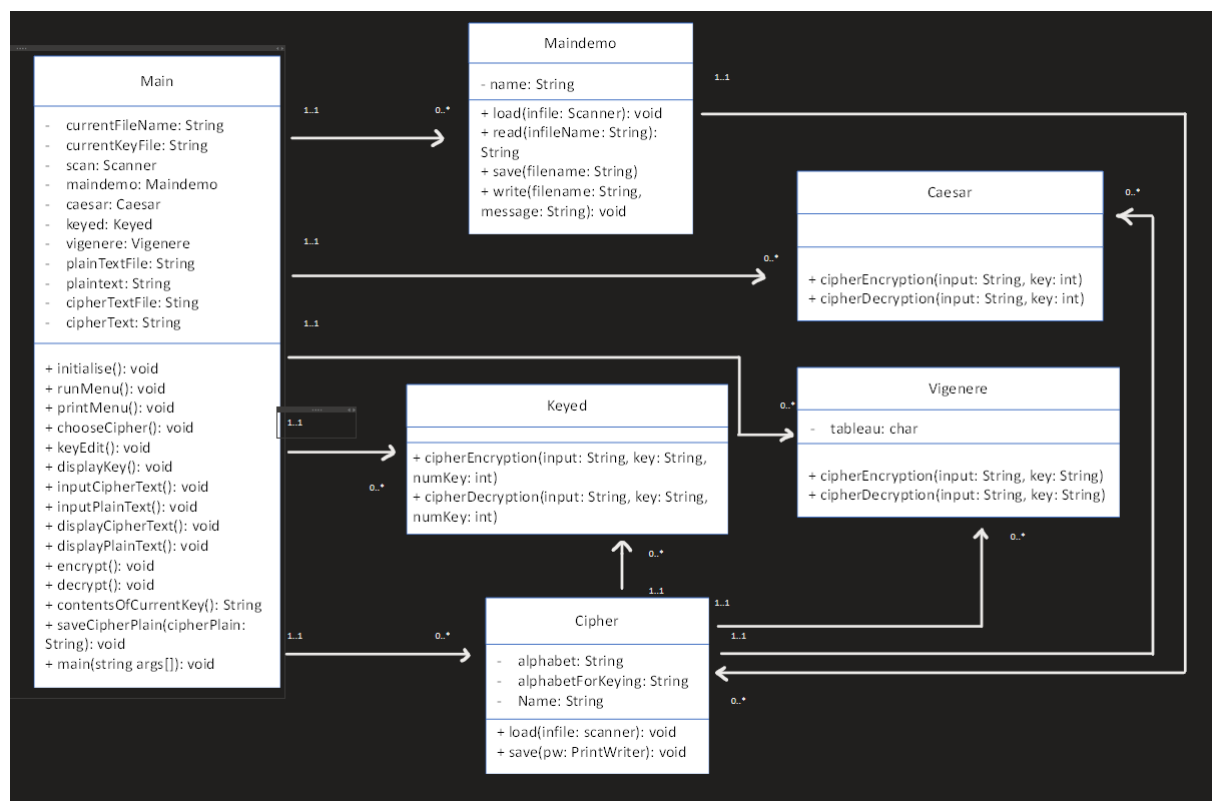 Main
- currentFileName: String
- currentKeyFile: String
- scan: Scanner
- maindemo: Maindemo
- caesar: Caesar
- keyed: Keyed
- vigenere: Vigenere
- plainTextFile: String
- plaintext: String
- cipherTextFile: Sting
- cipherText: String
+ initialise(): void
+ runMenu(): void
+ printMenu(): void
+ chooseCipher(): void
+ keyEdit(): void
+ displayKey(): void
+ inputCipherText(): void
+ inputPlainText(): void
+ displayCipherText(): void
+ displayPlainText(): void
+ encrypt(): void
+ decrypt(): void
+ contentsOfCurrentKey(): String
+ saveCipherPlain(cipherPlain:
String): void
+ main(string args[]): void
1..1
0..*
1..1
0..*
1..1
0..*
1..1
0..*
1..1
0..*
Maindemo
- name: String
+ load(infile: Scanner): void
+ read(infileName: String):
String
+ save(filename: String)
+ write(filename: String,
message: String): void
1..1
Caesar
+ cipherEncryption(input: String, key: int)
+ cipherDecryption(input: String, key: int)
0..*
Keyed
+ cipherEncryption(input: String, key: String,
numKey: int)
+ cipherDecryption(input: String, key: String,
numKey: int)
0..*
1..1
Vigenere
- tableau: char
+ cipherEncryption(input: String, key: String)
+ cipherDecryption(input: String, key: String)
0..*
Cipher
- alphabet: String
- alphabetForKeying: String
- Name: String
+ load(infile: scanner): void
+ save(pw: PrintWriter): void
1..1
1..1
0..*